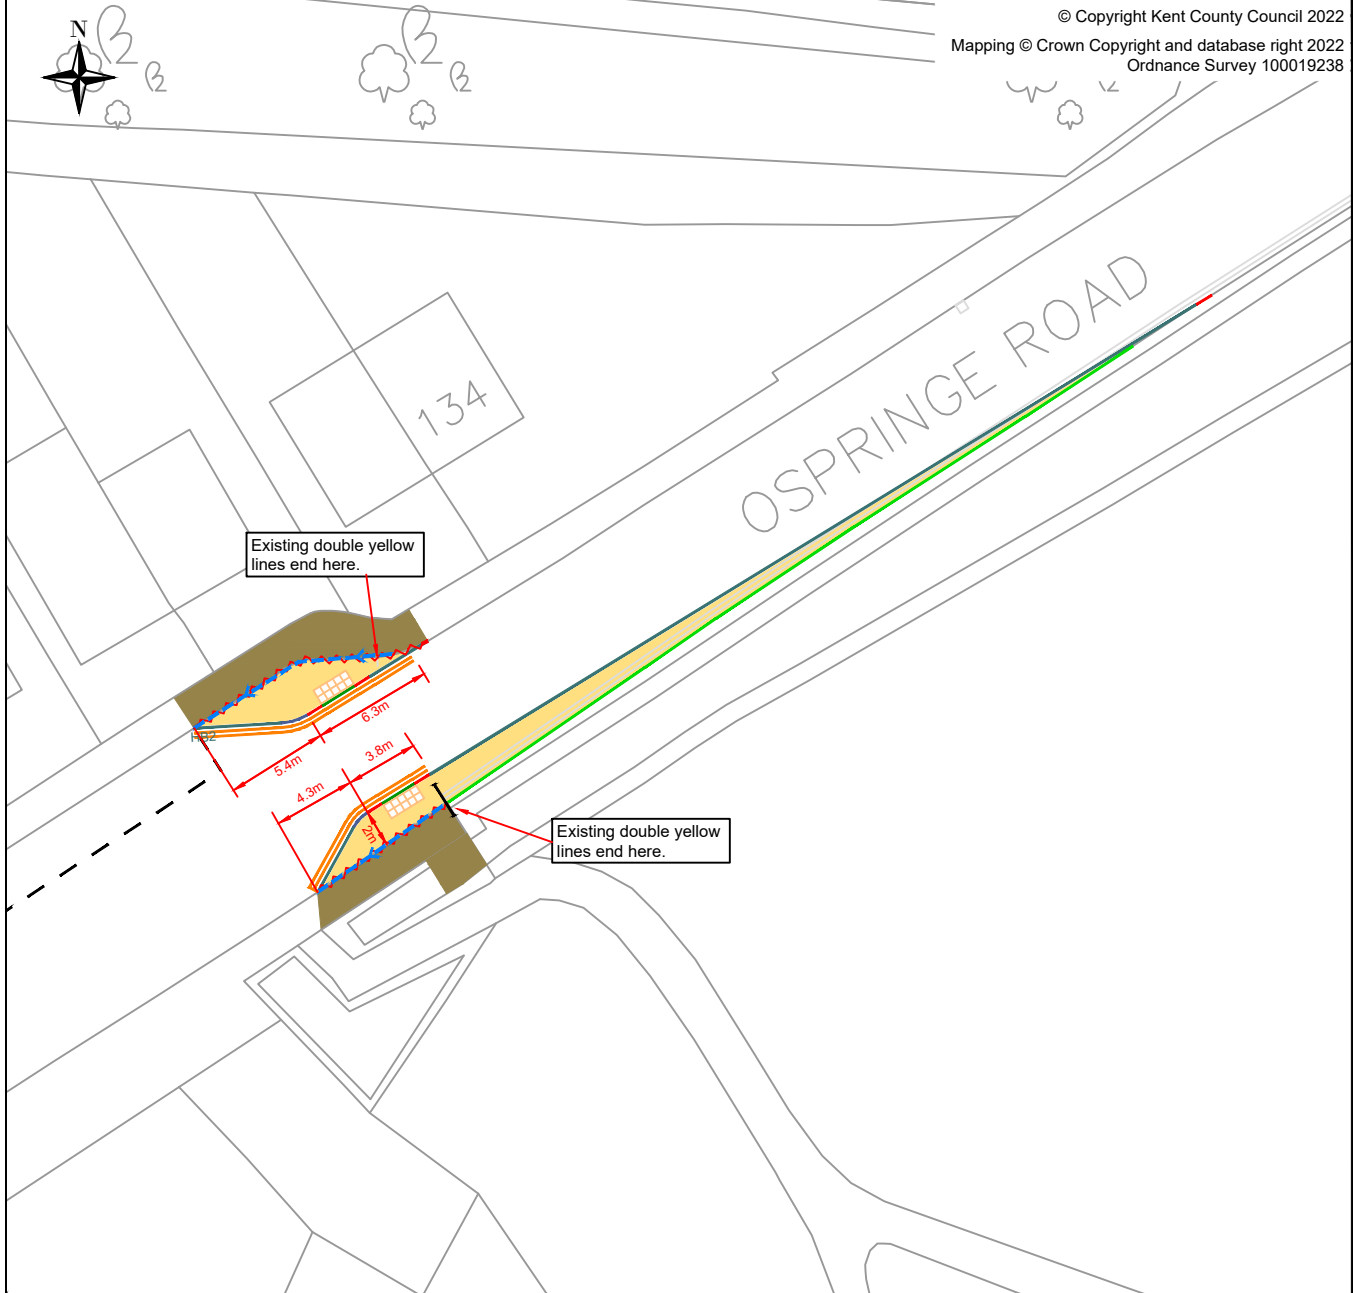 © Copyright Kent County Council 2022
Mapping © Crown Copyright and database right 2022
Ordnance Survey 100019238
N
OSPRINGE ROAD
134
Existing double yellow
lines end here.
6.3m
HB2
5.4m
3.8m
4.3m
2m
Existing double yellow
lines end here.